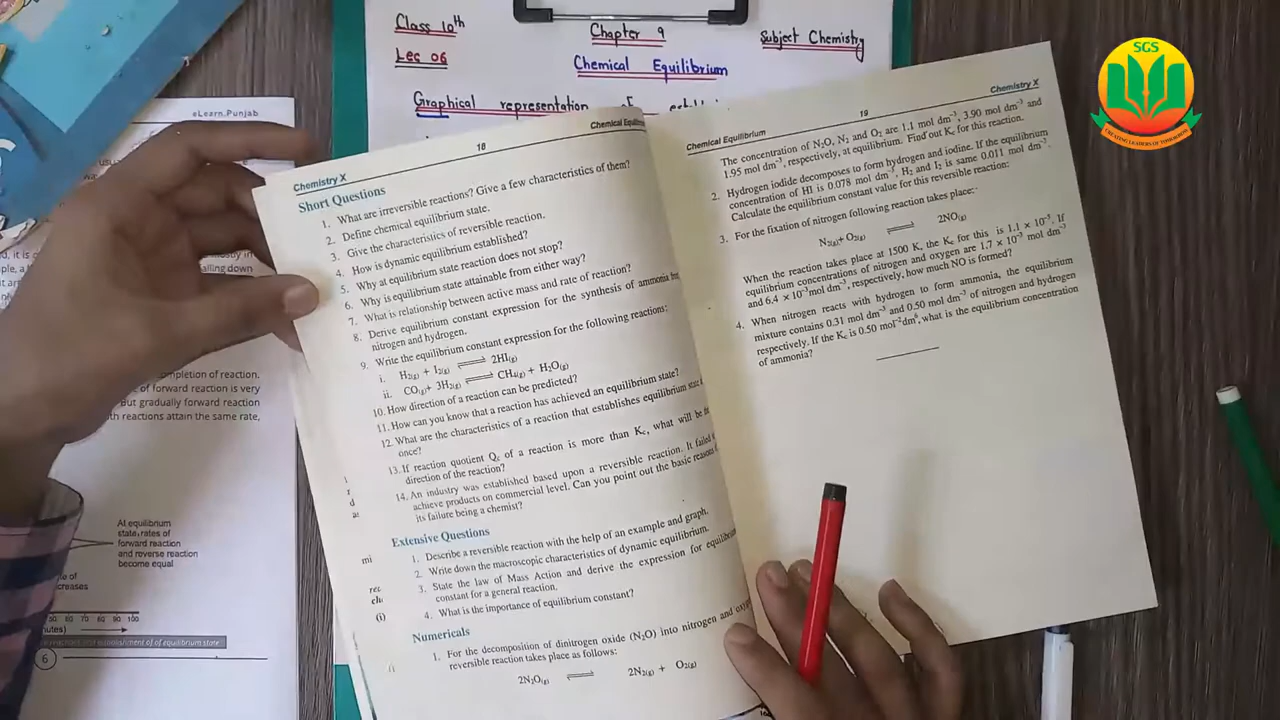 Class 10th
Chapter 9
Subject Chemistry
Lec 06
Chemical Equilibrium
Graphical representation of
SGS
CREATING LEADERS OF TOMORROW
eLearn.Punjab
completion of reaction.
of forward reaction is very
But gradually forward reaction
reactions attain the same rate,
At equilibrium
state, rates of
forward reaction
and reverse reaction
become equal
60 70 80 90 100
of equilibrium state
6
18
Chemical
Chemistry X
Short Questions
1. What are irreversible reactions? Give a few characteristics of them?
2. Define chemical equilibrium state.
3. Give the characteristics of reversible reaction.
4. How is dynamic equilibrium established?
5. Why at equilibrium state reaction does not stop?
6. Why is equilibrium state attainable from either way?
7. What is relationship between active mass and rate of reaction?
8. Derive equilibrium constant expression for the synthesis of ammonia
nitrogen and hydrogen.
9. Write the equilibrium constant expression for the following reactions:
i. H₂(g) + I₂(g) ⇌ 2HI(g)
ii. CO(g) + 3H₂(g) ⇌ CH₄(g) + H₂O(g)
10. How direction of a reaction can be predicted?
11. How can you know that a reaction has achieved an equilibrium state?
12. What are the characteristics of a reaction that establishes equilibrium state
once?
13. If reaction quotient Qc of a reaction is more than Kc, what will be
direction of the reaction?
14. An industry was established based upon a reversible reaction. It failed
achieve products on commercial level. Can you point out the basic reasons
its failure being a chemist?
Extensive Questions
1. Describe a reversible reaction with the help of an example and graph.
2. Write down the macroscopic characteristics of dynamic equilibrium.
3. State the law of Mass Action and derive the expression for
constant for a general reaction.
4. What is the importance of equilibrium constant?
Numericals
1. For the decomposition of dinitrogen oxide (N₂O) into nitrogen and
reversible reaction takes place as follows:
2N₂O(g) ⇌ 2N₂(g) + O₂(g)
Chemical Equilibrium
19
Chemistry X
The concentration of N₂O, N₂ and O₂ are 1.1 mol dm⁻³, 3.90 mol dm⁻³ and
1.95 mol dm⁻³, respectively, at equilibrium. Find out Kc for this reaction.
2. Hydrogen iodide decomposes to form hydrogen and iodine. If the equilibrium
concentration of HI is 0.078 mol dm⁻³, H₂ and I₂ is same 0.011 mol dm⁻³.
Calculate the equilibrium constant value for this reversible reaction:
3. For the fixation of nitrogen following reaction takes place:
N₂(g) + O₂(g) ⇌ 2NO(g)
When the reaction takes place at 1500 K, the Kc for this is 1.1 × 10⁻⁵. If
equilibrium concentrations of nitrogen and oxygen are 1.7 × 10⁻³ mol dm⁻³
and 6.4 × 10⁻³ mol dm⁻³, respectively, how much NO is formed?
4. When nitrogen reacts with hydrogen to form ammonia, the equilibrium
mixture contains 0.31 mol dm⁻³ and 0.50 mol dm⁻³ of nitrogen and hydrogen
respectively. If the Kc is 0.50 mol⁻²dm⁶, what is the equilibrium concentration
of ammonia?